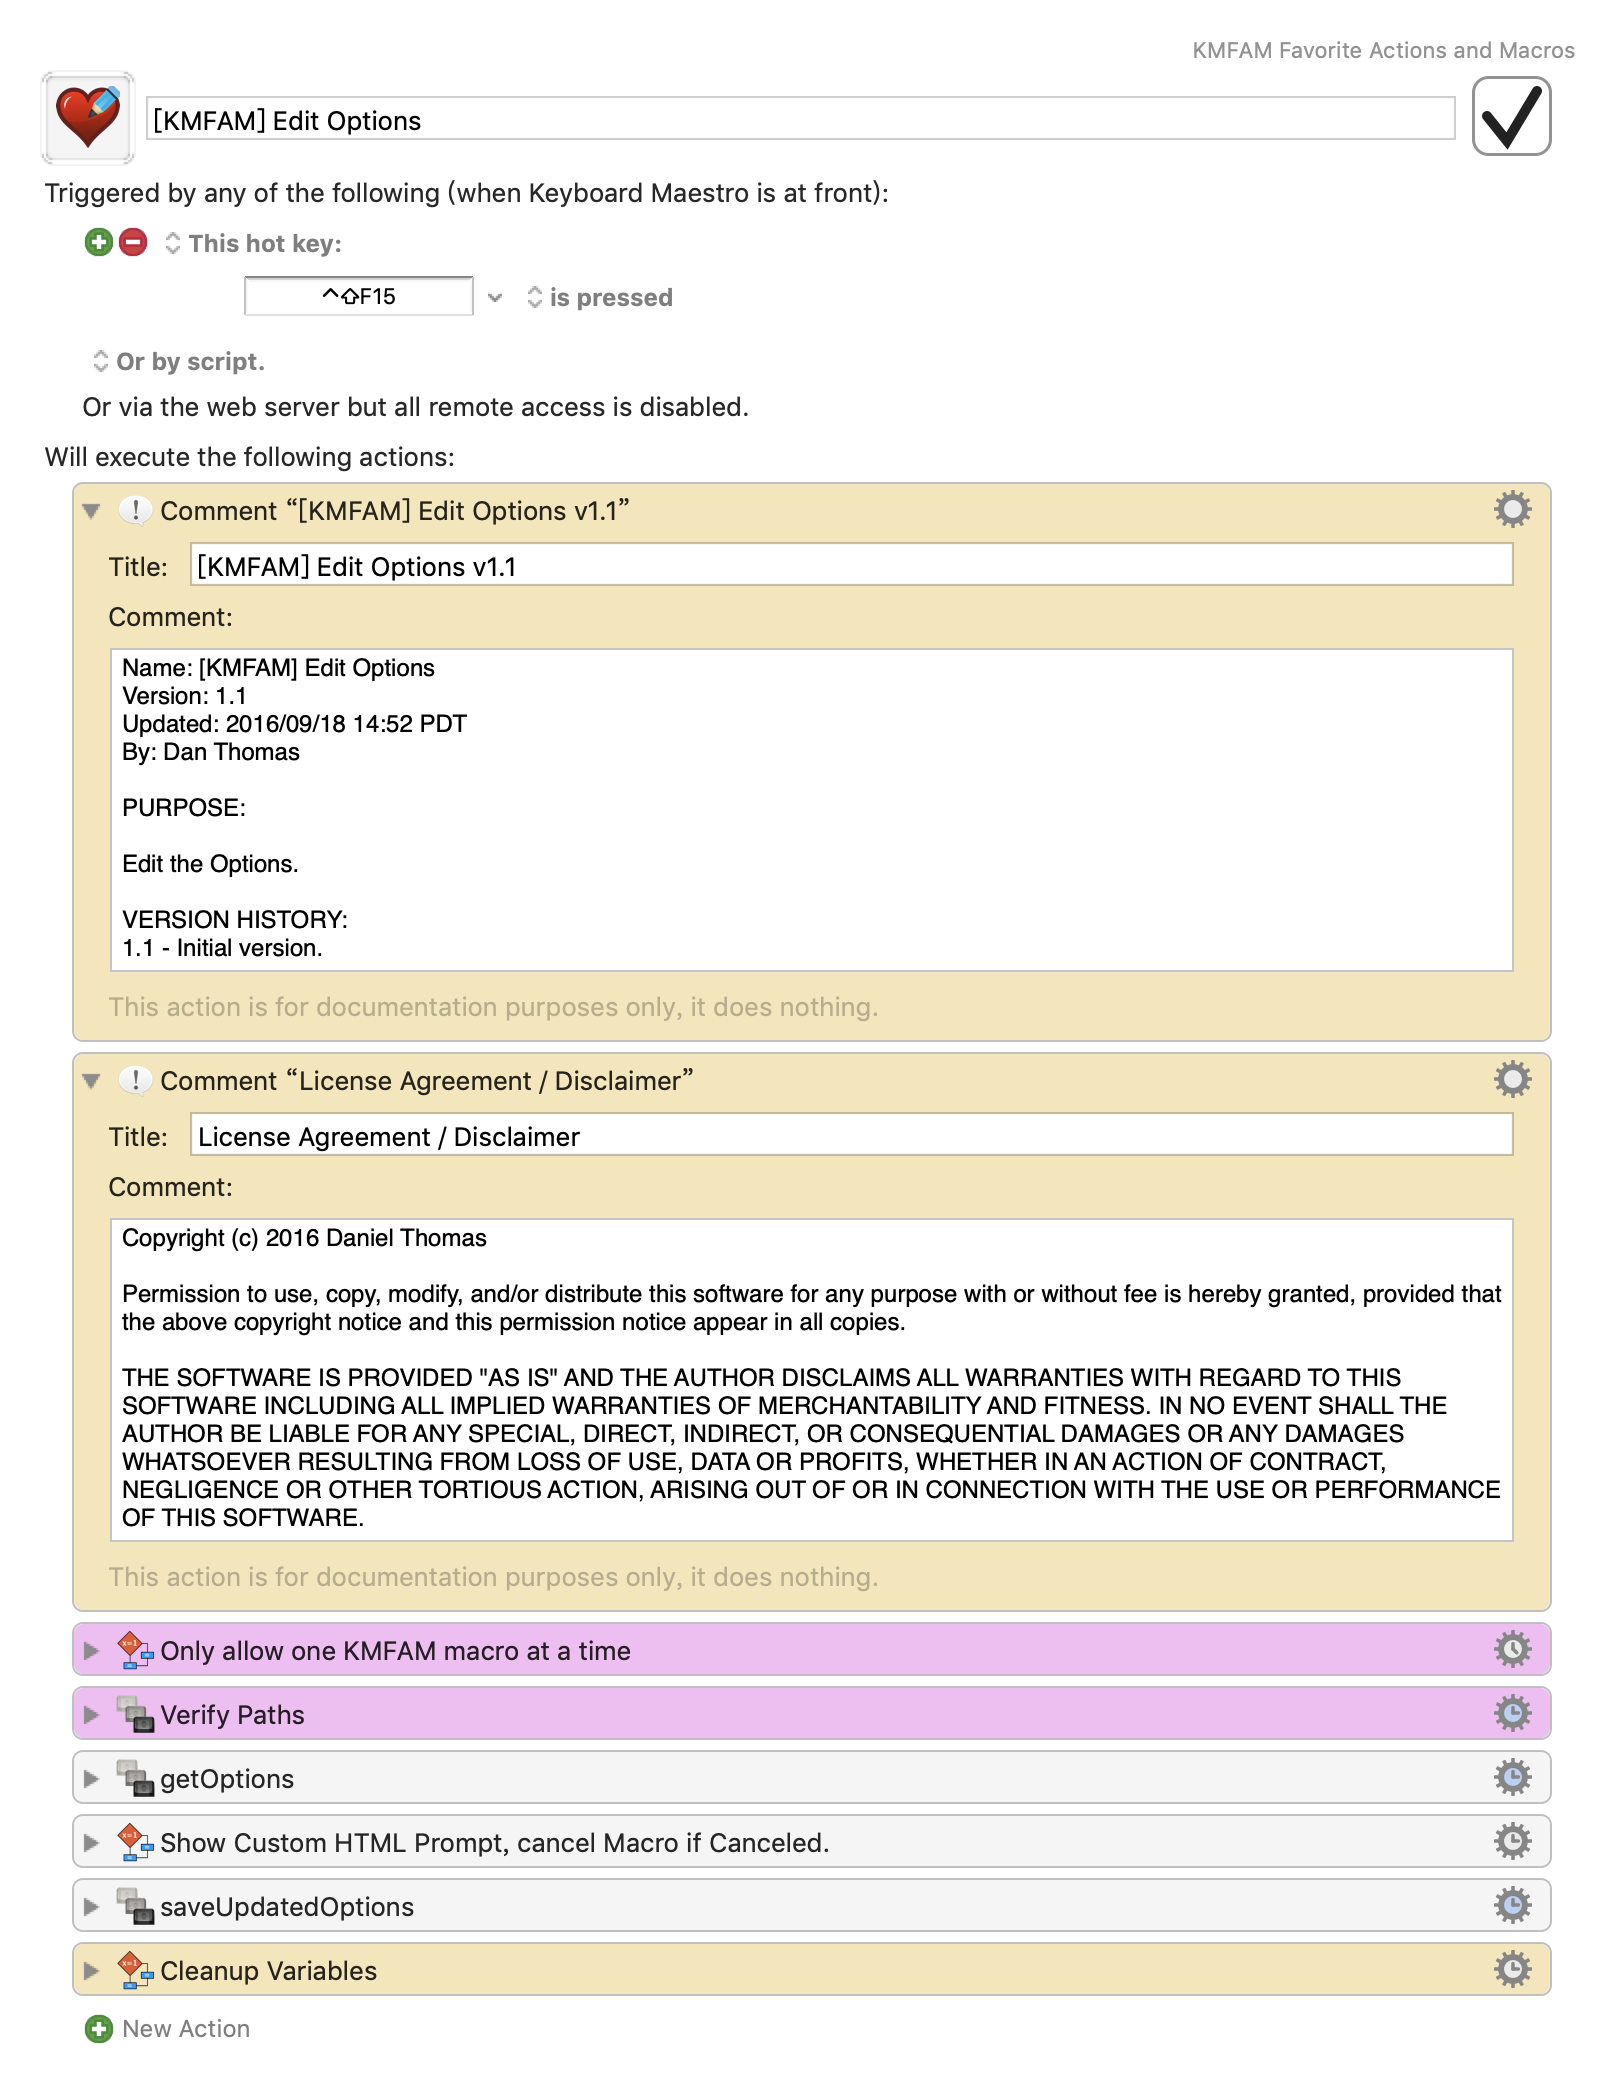 KMFAM Favorite Actions and Macros
[KMFAM] Edit Options
Triggered by any of the following (when Keyboard Maestro is at front):
This hot key:
^⇧F15
is pressed
Or by script.
Or via the web server but all remote access is disabled.
Will execute the following actions:
Comment “[KMFAM] Edit Options v1.1”
Title: [KMFAM] Edit Options v1.1
Comment:
Name: [KMFAM] Edit Options
Version: 1.1
Updated: 2016/09/18 14:52 PDT
By: Dan Thomas
PURPOSE:
Edit the Options.
VERSION HISTORY:
1.1 - Initial version.
This action is for documentation purposes only, it does nothing.
Comment “License Agreement / Disclaimer”
Title: License Agreement / Disclaimer
Comment:
Copyright (c) 2016 Daniel Thomas
Permission to use, copy, modify, and/or distribute this software for any purpose with or without fee is hereby granted, provided that
the above copyright notice and this permission notice appear in all copies.
THE SOFTWARE IS PROVIDED "AS IS" AND THE AUTHOR DISCLAIMS ALL WARRANTIES WITH REGARD TO THIS
SOFTWARE INCLUDING ALL IMPLIED WARRANTIES OF MERCHANTABILITY AND FITNESS. IN NO EVENT SHALL THE
AUTHOR BE LIABLE FOR ANY SPECIAL, DIRECT, INDIRECT, OR CONSEQUENTIAL DAMAGES OR ANY DAMAGES
WHATSOEVER RESULTING FROM LOSS OF USE, DATA OR PROFITS, WHETHER IN AN ACTION OF CONTRACT,
NEGLIGENCE OR OTHER TORTIOUS ACTION, ARISING OUT OF OR IN CONNECTION WITH THE USE OR PERFORMANCE
OF THIS SOFTWARE.
This action is for documentation purposes only, it does nothing.
Only allow one KMFAM macro at a time
Verify Paths
getOptions
Show Custom HTML Prompt, cancel Macro if Canceled.
saveUpdatedOptions
Cleanup Variables
New Action